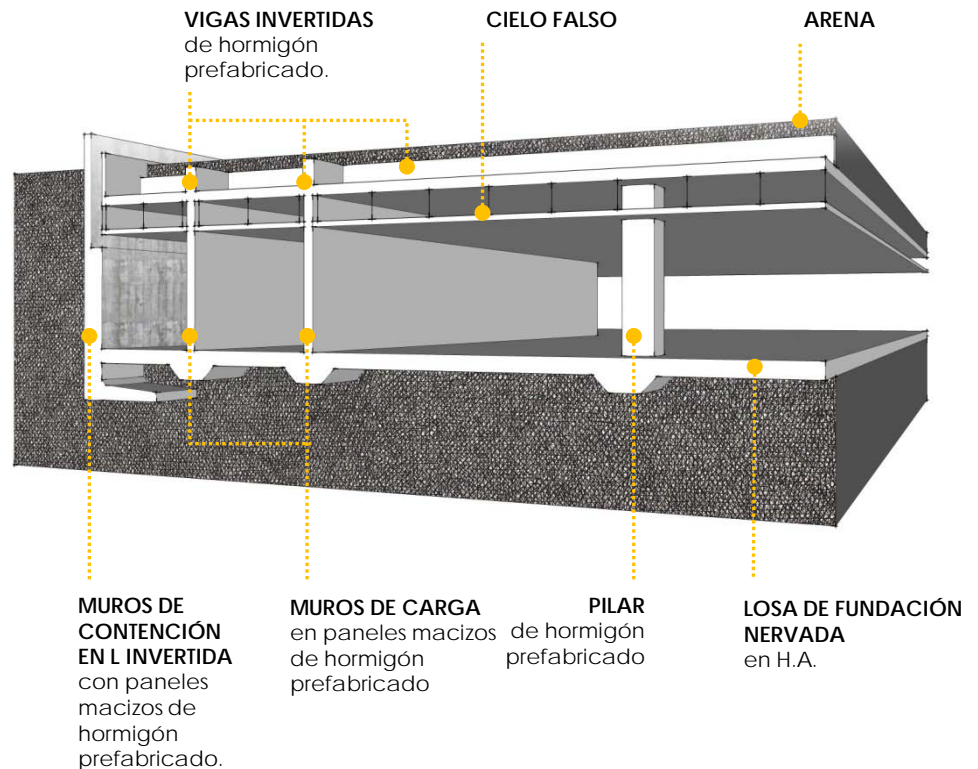 VIGAS INVERTIDAS
de hormigón
prefabricado.
CIELO FALSO
ARENA
MUROS DE
CONTENCIÓN
EN L INVERTIDA
con paneles
macizos de
hormigón
prefabricado.
MUROS DE CARGA
en paneles macizos
de hormigón
prefabricado
PILAR
de hormigón
prefabricado
LOSA DE FUNDACIÓN
NERVADA
en H.A.